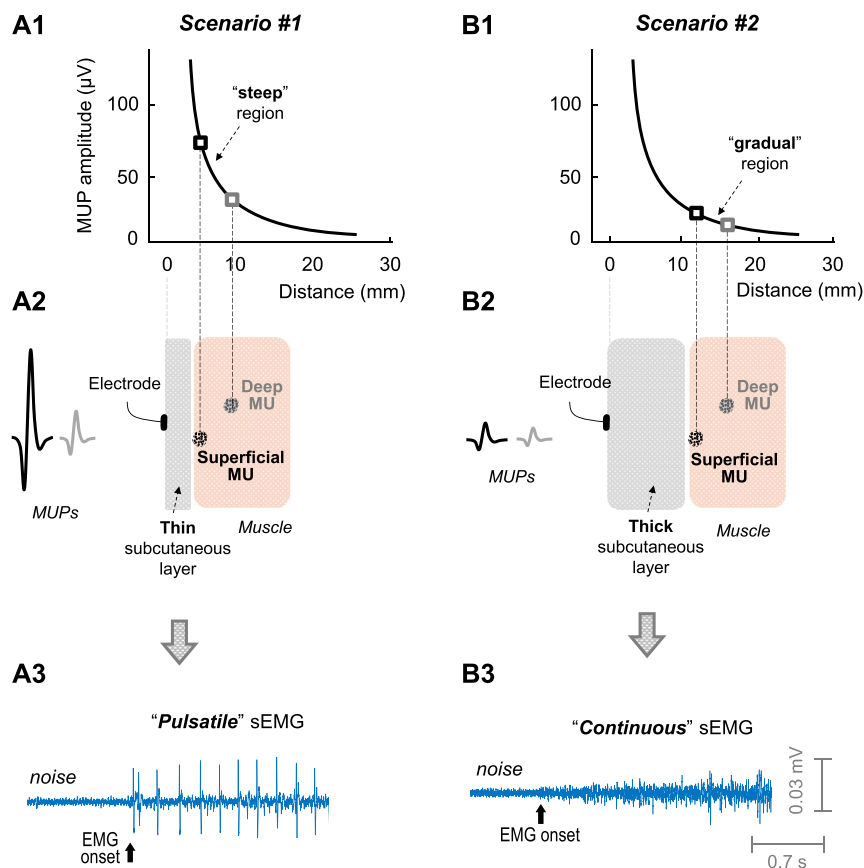 A1
Scenario #1
MUP amplitude (µV)
100
50
0
"steep"
region
0
10
20
30
Distance (mm)
B1
Scenario #2
100
50
0
"gradual"
region
0
10
20
30
Distance (mm)
A2
Electrode
MUPs
Deep
MU
Superficial
MU
Muscle
Thin
subcutaneous
layer
B2
Electrode
MUPs
Deep
MU
Superficial
MU
Muscle
Thick
subcutaneous
layer
A3
"Pulsatile" sEMG
noise
EMG
onset
B3
"Continuous" sEMG
noise
EMG onset
0.03 mV
0.7 s